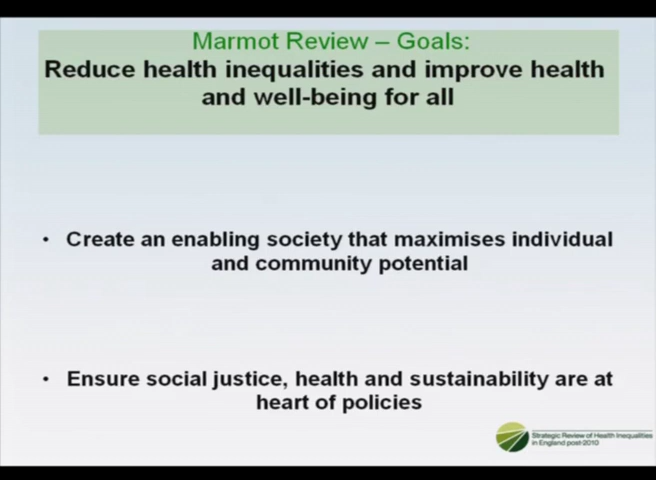 Marmot Review – Goals:
Reduce health inequalities and improve health
and well-being for all
• Create an enabling society that maximises individual
and community potential
• Ensure social justice, health and sustainability are at
heart of policies
Strategic Review of Health Inequalities
in England post-2010